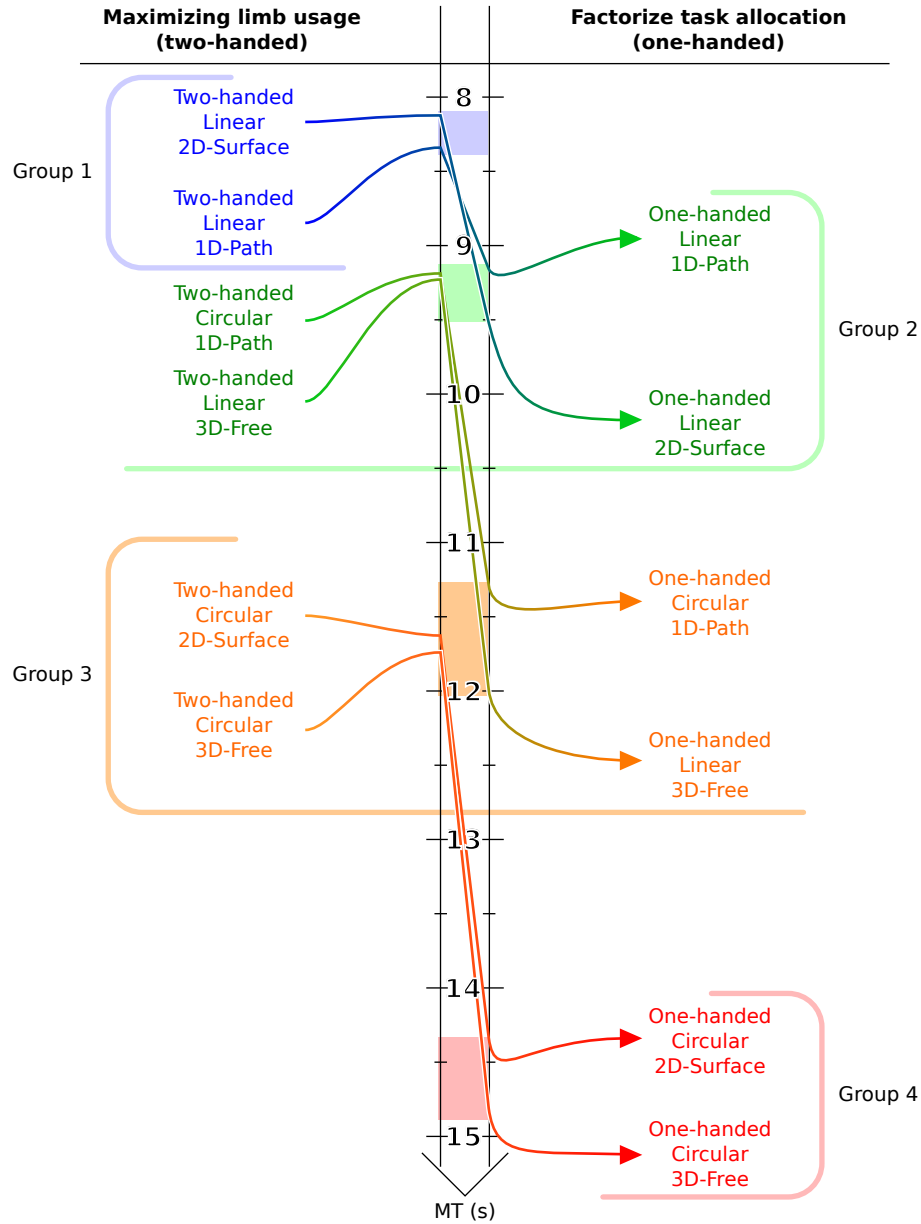 Maximizing limb usage
(two-handed)
Factorize task allocation
(one-handed)
Group 1
Two-handed
Linear
2D-Surface
Two-handed
Linear
1D-Path
Two-handed
Circular
1D-Path
Two-handed
Linear
3D-Free
Group 3
Two-handed
Circular
2D-Surface
Two-handed
Circular
3D-Free
8
9
10
11
12
13
14
15
MT (s)
One-handed
Linear
1D-Path
One-handed
Linear
2D-Surface
Group 2
One-handed
Circular
1D-Path
One-handed
Linear
3D-Free
One-handed
Circular
2D-Surface
One-handed
Circular
3D-Free
Group 4